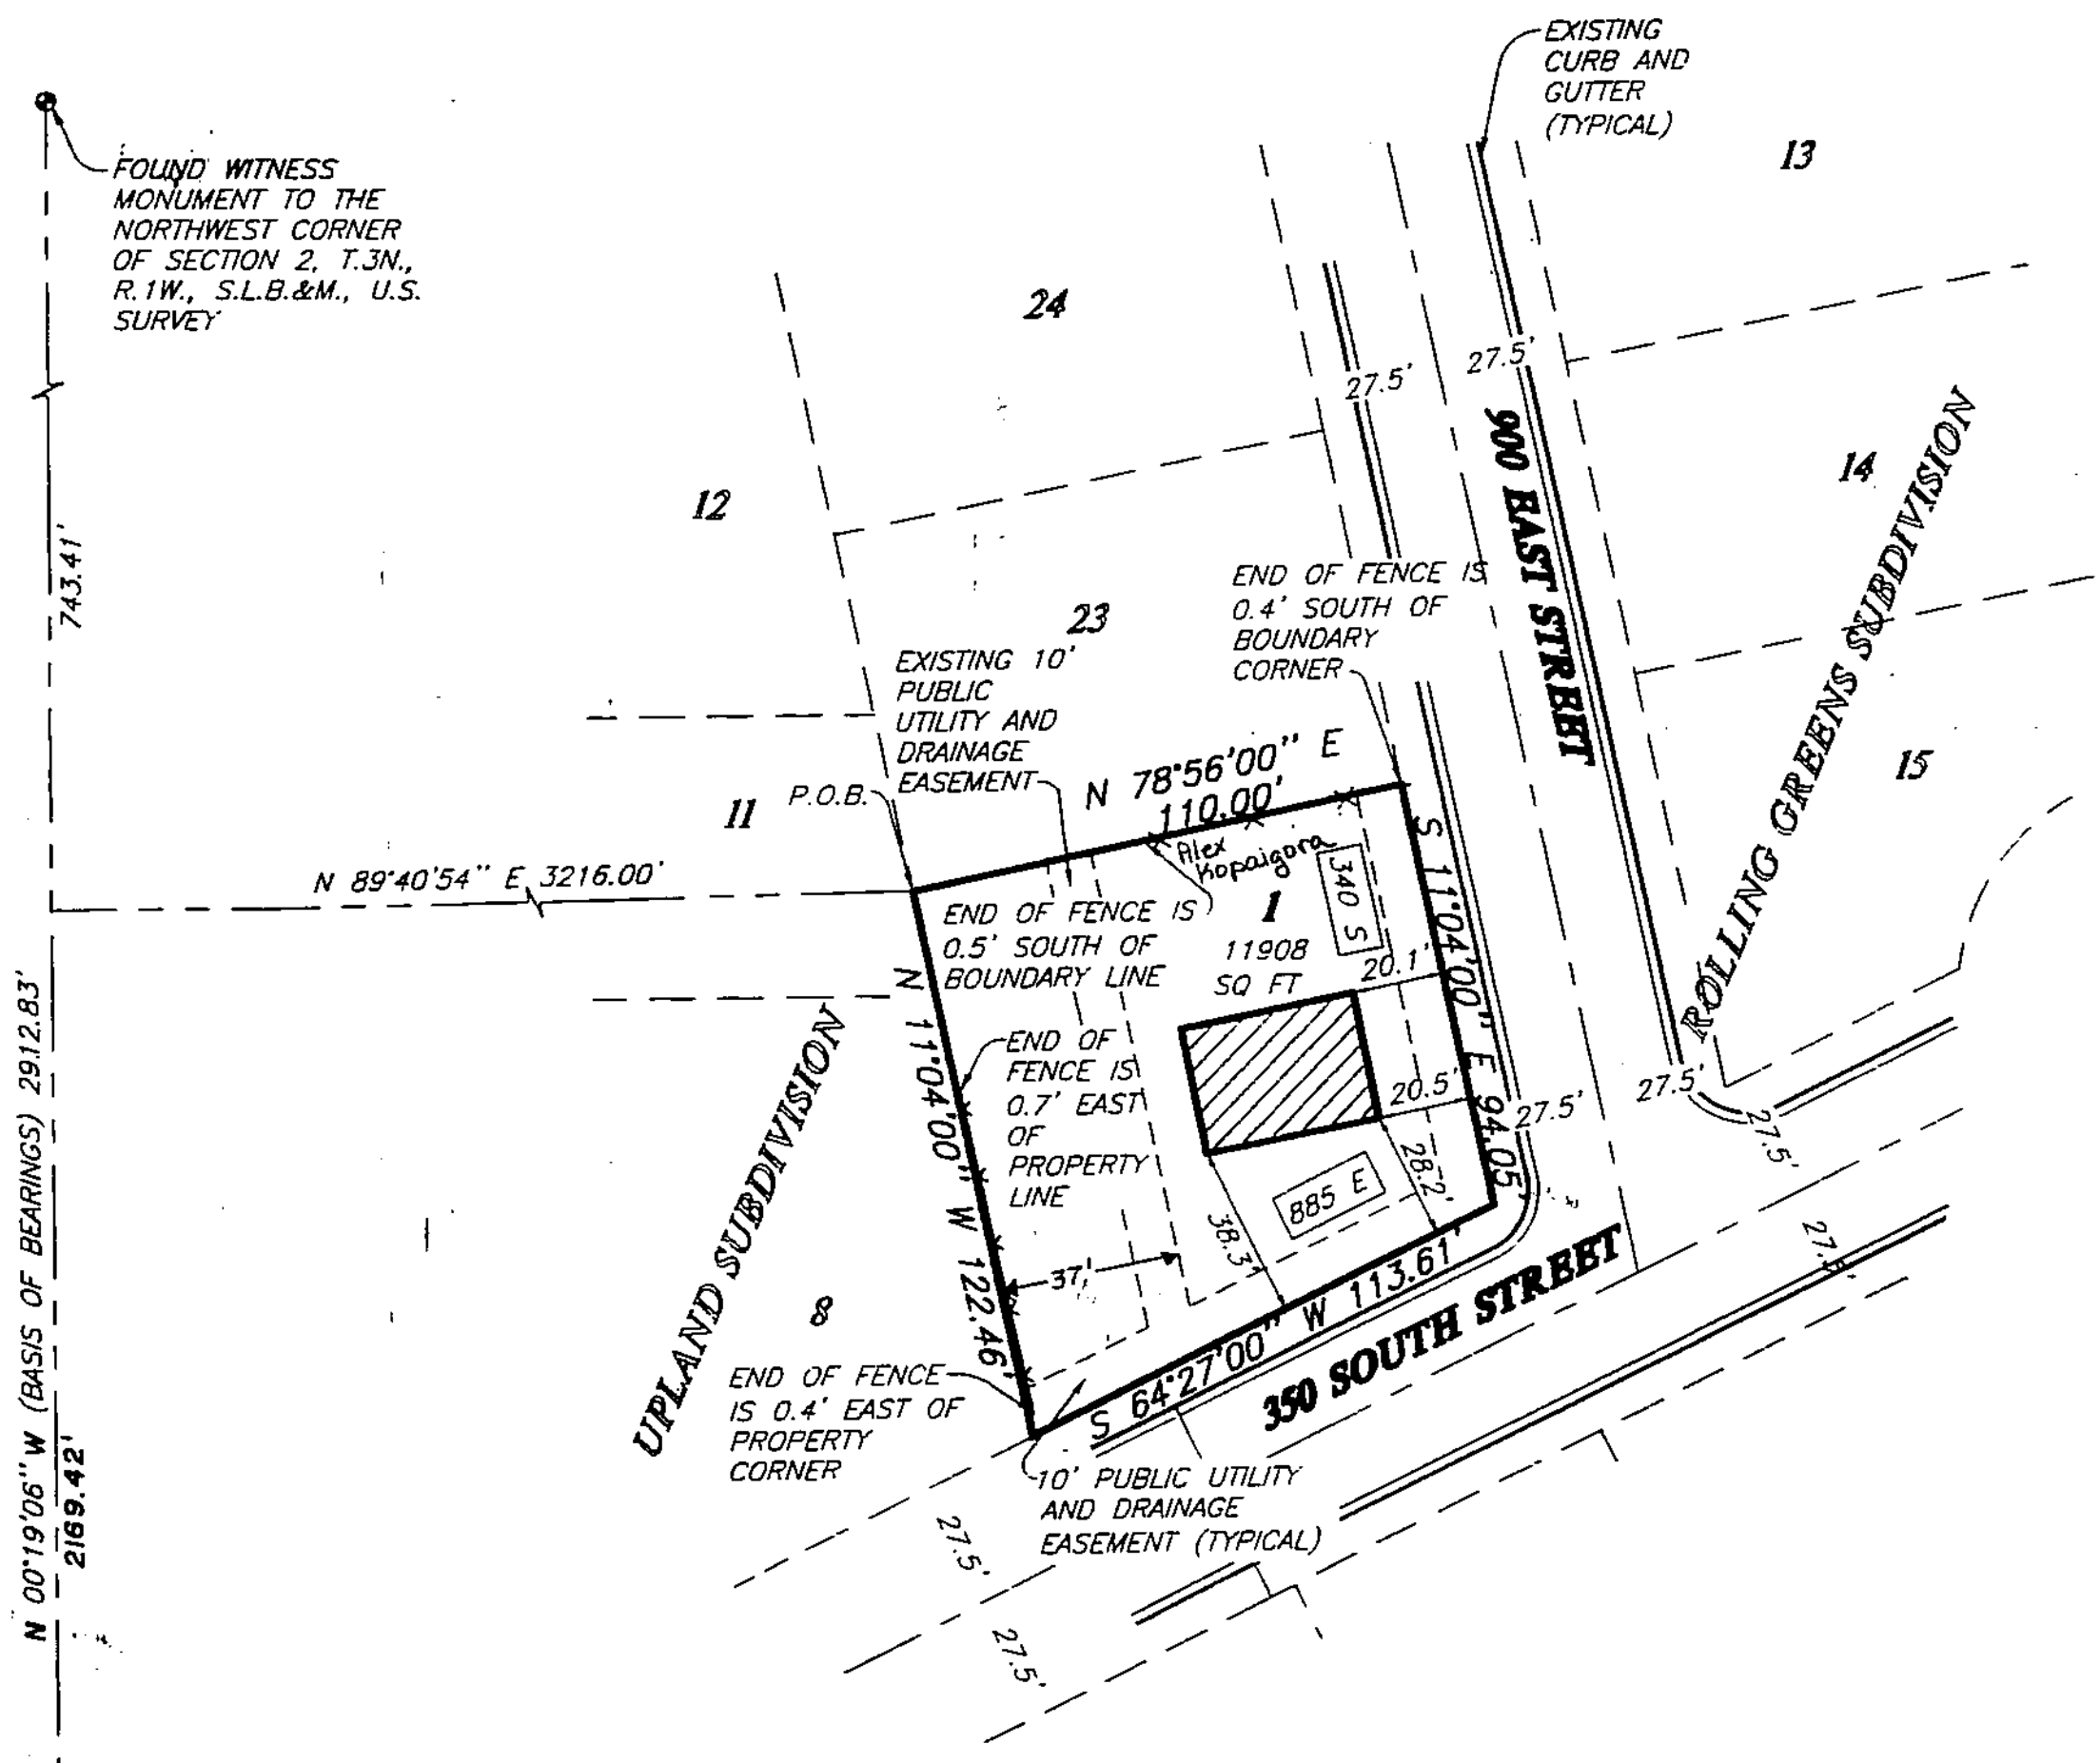 EXISTING
CURB AND
GUTTER
(TYPICAL)
13
FOUND WITNESS
MONUMENT TO THE
NORTHWEST CORNER
OF SECTION 2, T.3N.,
R.1W., S.L.B.&M., U.S.
SURVEY
24
27.5'
27.5'
900 EAST STREET
14
ROLLING GREENS SUBDIVISION
12
743.41'
END OF FENCE IS
0.4' SOUTH OF
BOUNDARY
CORNER
23
EXISTING 10'
PUBLIC
UTILITY AND
DRAINAGE
EASEMENT
15
N 78°56'00" E
110.00'
P.O.B.
11
Alex
Kopaigora
N 89°40'54" E 3216.00'
END OF FENCE IS
0.5' SOUTH OF
BOUNDARY LINE
1
11908
SQ FT
340 S
S 11°04'00" E 94.05'
20.1'
N 11°04'00" W 122.46'
END OF
FENCE IS
0.7' EAST
OF
PROPERTY
LINE
20.5'
27.5'
27.5'
27.5'
28.2'
885 E
38.3'
37'
27.5'
UPLAND SUBDIVISION
8
S 64°27'00" W 113.61'
350 SOUTH STREET
END OF FENCE
IS 0.4' EAST OF
PROPERTY
CORNER
10' PUBLIC UTILITY
AND DRAINAGE
EASEMENT (TYPICAL)
27.5'
27.5'
N 00°19'06" W (BASIS OF BEARINGS) 2912.83'
2169.42'